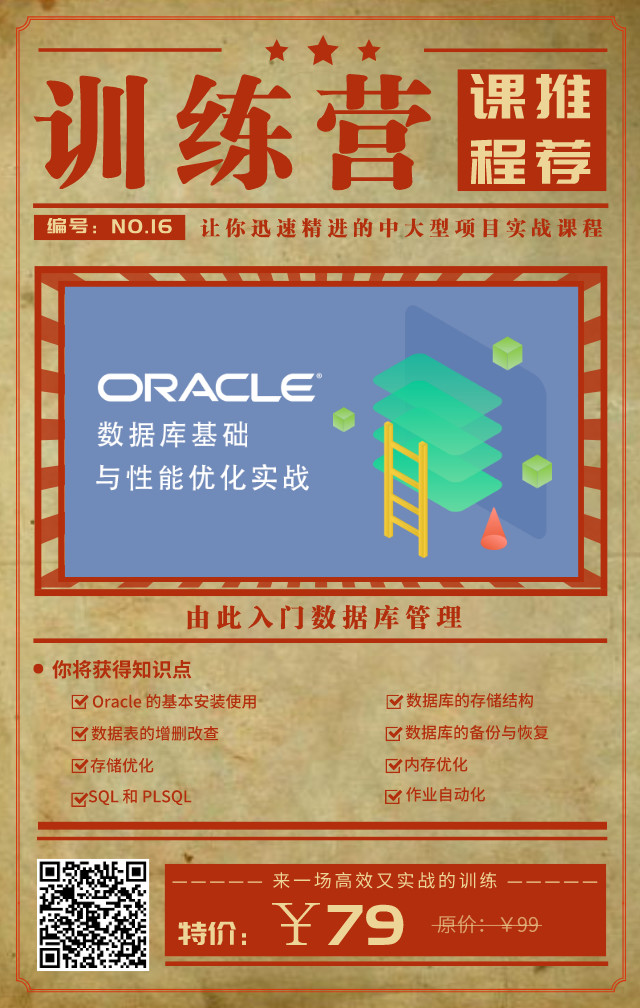 训练营
课推
程荐
编号：NO.16
让你迅速精进的中大型项目实战课程
ORACLE®
数据库基础
与性能优化实战
由此入门数据库管理
你将获得知识点
Oracle 的基本安装使用
数据库的存储结构
数据表的增删改查
数据库的备份与恢复
存储优化
内存优化
SQL 和 PLSQL
作业自动化
————— 来一场高效又实战的训练 —————
特价：￥79 原价：￥99